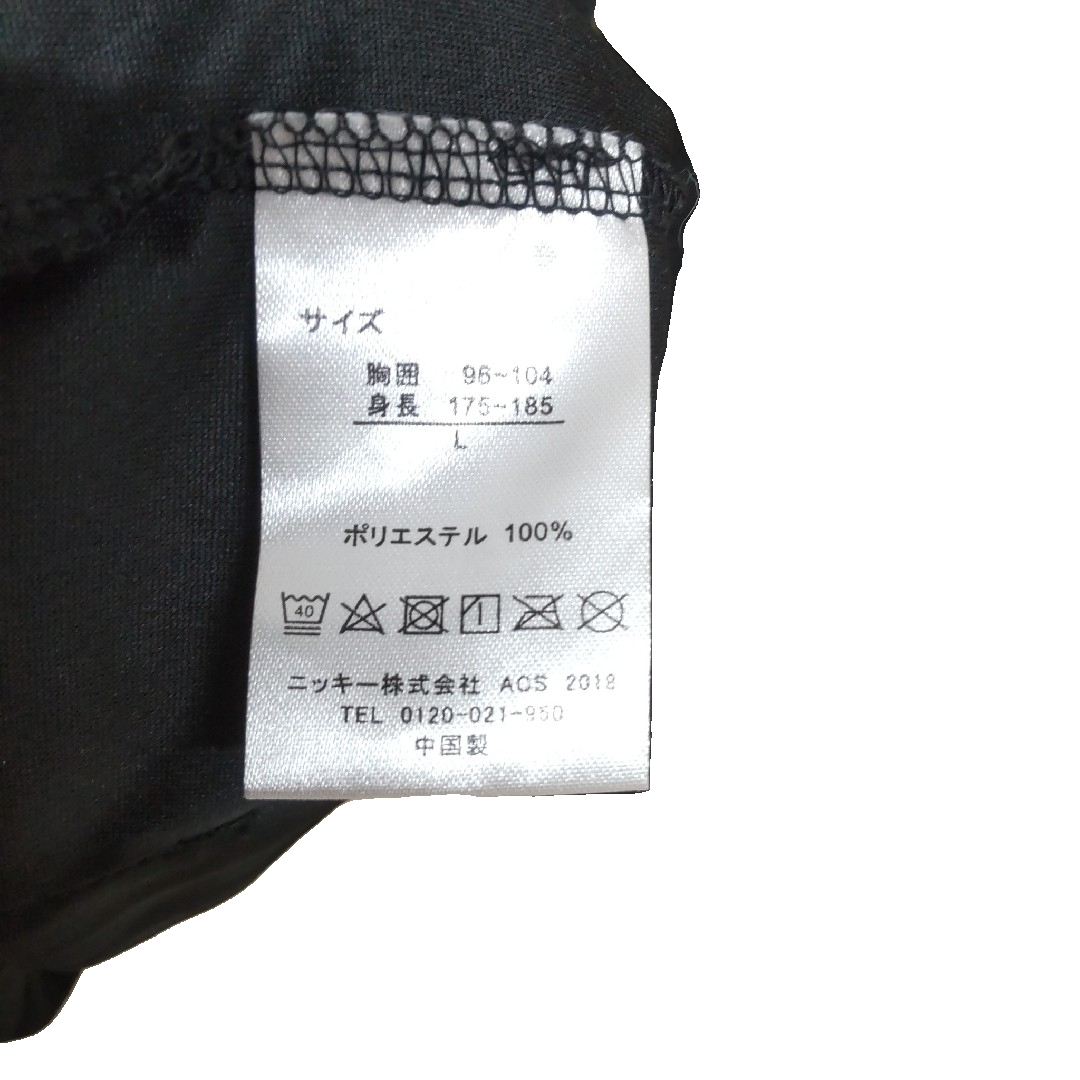 サイズ
胸囲 96~104
身長 175~185
L
ポリエステル 100%
40
ニッキー株式会社 AOS 2018
TEL 0120-021-950
中国製